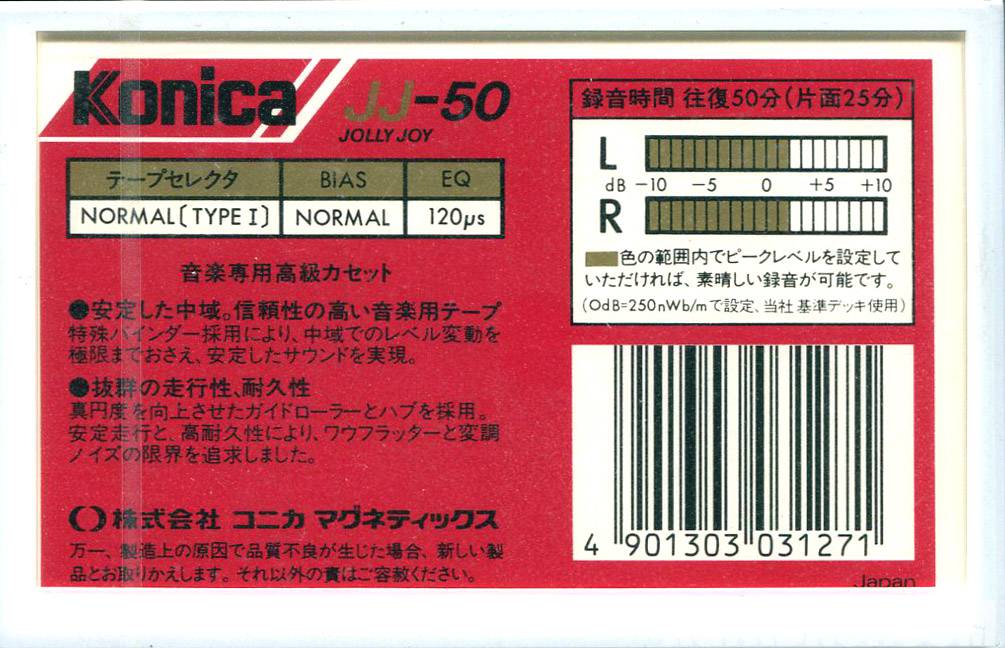 Konica JJ-50
JOLLY JOY
テープセレクタ BIAS EQ
NORMAL〔TYPE I〕 NORMAL 120μs
音楽専用高級カセット
●安定した中域。信頼性の高い音楽用テープ
特殊バインダー採用により、中域でのレベル変動を
極限までおさえ、安定したサウンドを実現。
●抜群の走行性、耐久性
真円度を向上させたガイドローラーとハブを採用。
安定走行と、高耐久性により、ワウフラッターと変調
ノイズの限界を追求しました。
株式会社 コニカ マグネティックス
万一、製造上の原因で品質不良が生じた場合、新しい製
品とお取りかえします。それ以外の責はご容赦ください。
録音時間 往復50分(片面25分)
L
dB -10 -5 0 +5 +10
R
色の範囲内でピークレベルを設定して
いただければ、素晴しい録音が可能です。
(0dB=250nWb/mで設定、当社基準デッキ使用)
4 901303 031271
Japan